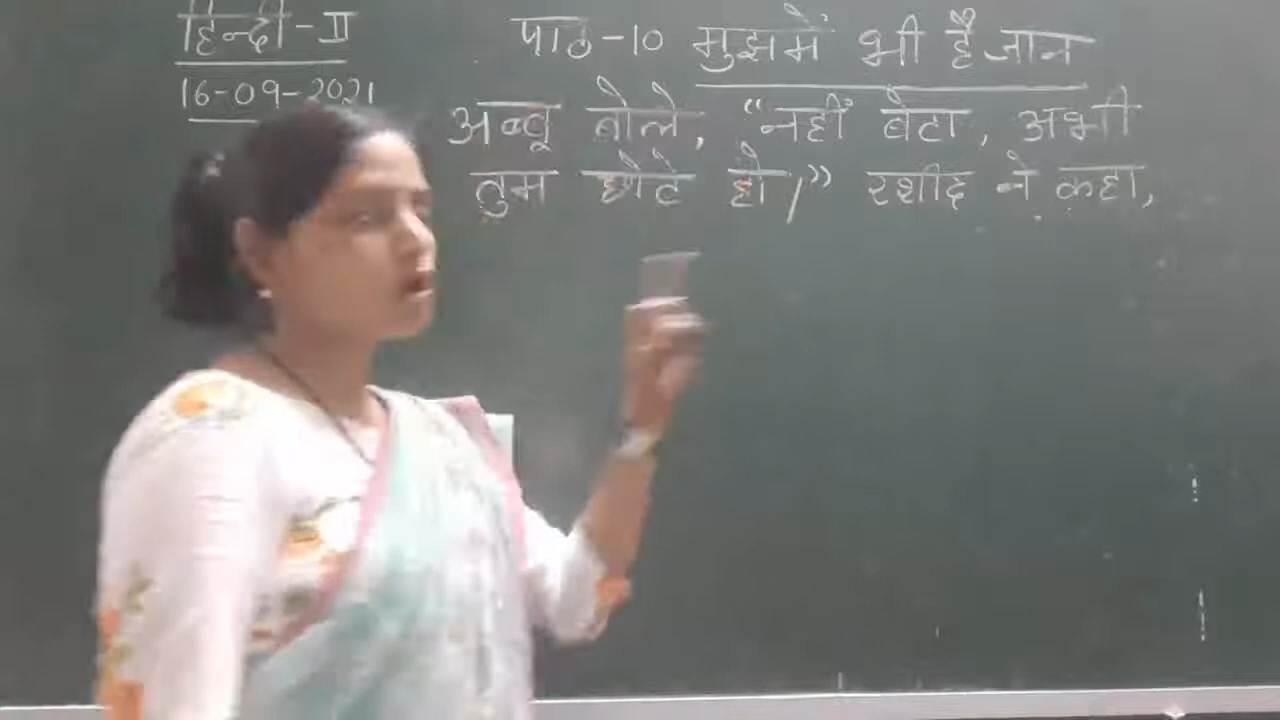 हिन्दी-II
16-09-2021
पाठ-10 मुझमें भी है जान
अब्बू बोले, “नहीं बेटा, अभी
तुम छोटे हो।” रशीद ने कहा,